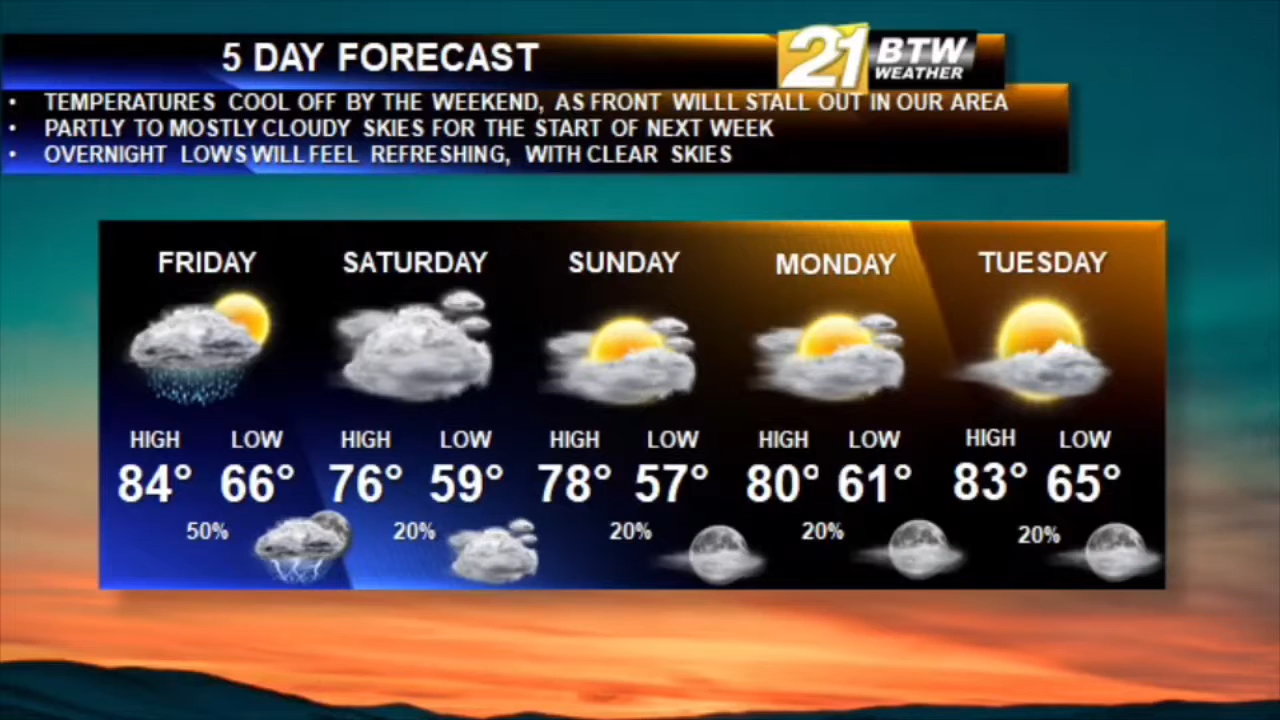 5 DAY FORECAST
21 BTW
WEATHER
• TEMPERATURES COOL OFF BY THE WEEKEND, AS FRONT WILLL STALL OUT IN OUR AREA
• PARTLY TO MOSTLY CLOUDY SKIES FOR THE START OF NEXT WEEK
• OVERNIGHT LOWS WILL FEEL REFRESHING, WITH CLEAR SKIES
FRIDAY SATURDAY SUNDAY MONDAY TUESDAY
HIGH LOW HIGH LOW HIGH LOW HIGH LOW HIGH LOW
84° 66° 76° 59° 78° 57° 80° 61° 83° 65°
50% 20% 20% 20% 20%